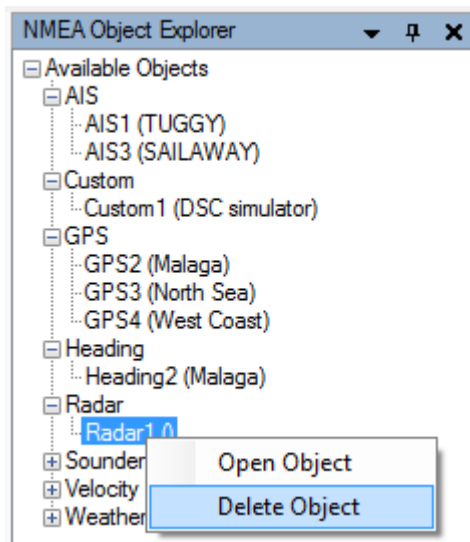 NMEA Object Explorer
Available Objects
AIS
AIS1 (TUGGY)
AIS3 (SAILAWAY)
Custom
Custom1 (DSC simulator)
GPS
GPS2 (Malaga)
GPS3 (North Sea)
GPS4 (West Coast)
Heading
Heading2 (Malaga)
Radar
Radar1 ()
Sounder
Open Object
Velocity
Delete Object
Weather